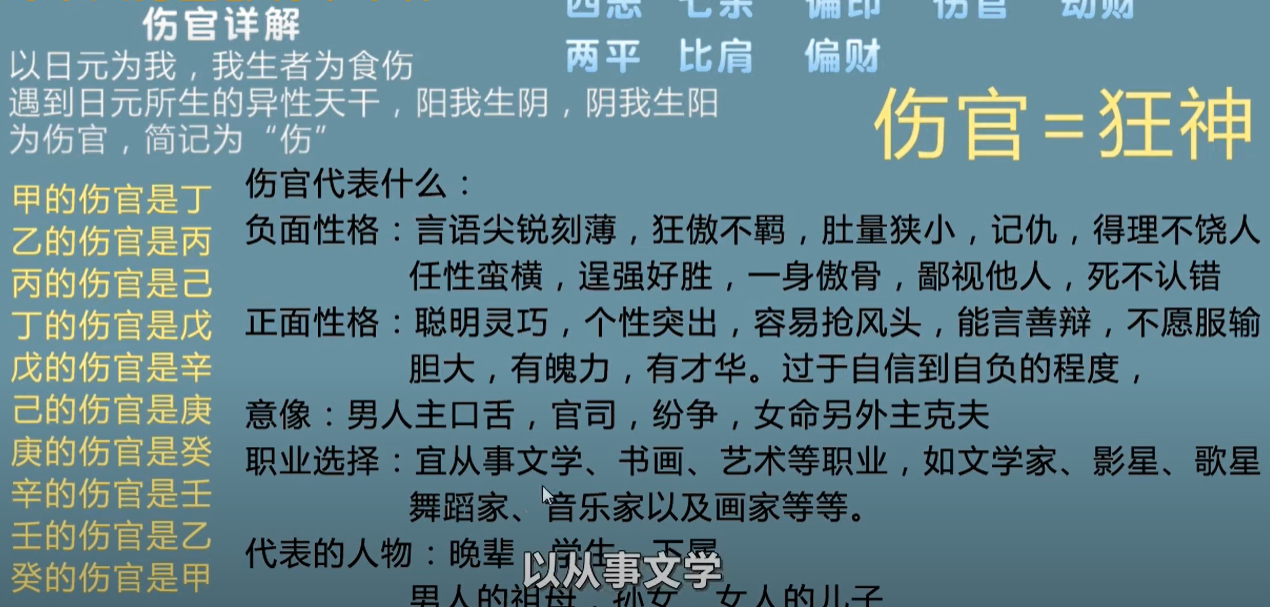 伤官详解
四恶 七杀 偏印 伤官 劫财
两平 比肩 偏财
以日元为我，我生者为食伤
遇到日元所生的异性天干，阳我生阴，阴我生阳
为伤官，简记为“伤”
伤官=狂神
甲的伤官是丁
乙的伤官是丙
丙的伤官是己
丁的伤官是戊
戊的伤官是辛
己的伤官是庚
庚的伤官是癸
辛的伤官是壬
壬的伤官是乙
癸的伤官是甲
伤官代表什么：
负面性格：言语尖锐刻薄，狂傲不羁，肚量狭小，记仇，得理不饶人
任性蛮横，逞强好胜，一身傲骨，鄙视他人，死不认错
正面性格：聪明灵巧，个性突出，容易抢风头，能言善辩，不愿服输
胆大，有魄力，有才华。过于自信到自负的程度，
意像：男人主口舌，官司，纷争，女命另外主克夫
职业选择：宜从事文学、书画、艺术等职业，如文学家、影星、歌星
舞蹈家、音乐家以及画家等等。
代表的人物：晚辈 学生 下属
男人的祖母，孙女 女人的儿子
以从事文学